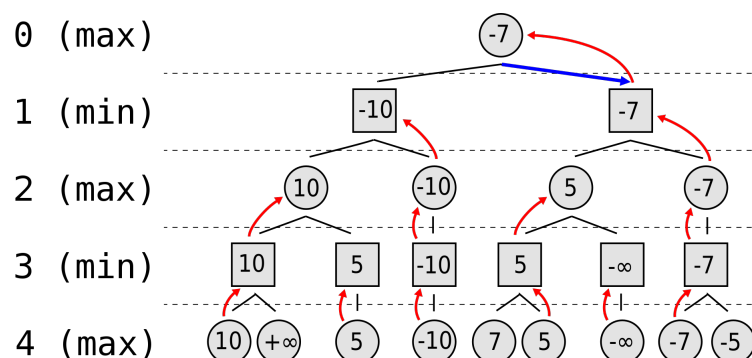 0 (max) -7
1 (min) -10 -7
2 (max) 10 -10 5 -7
3 (min) 10 5 -10 5 -∞ -7
4 (max) 10 +∞ 5 -10 7 5 -∞ -7 -5